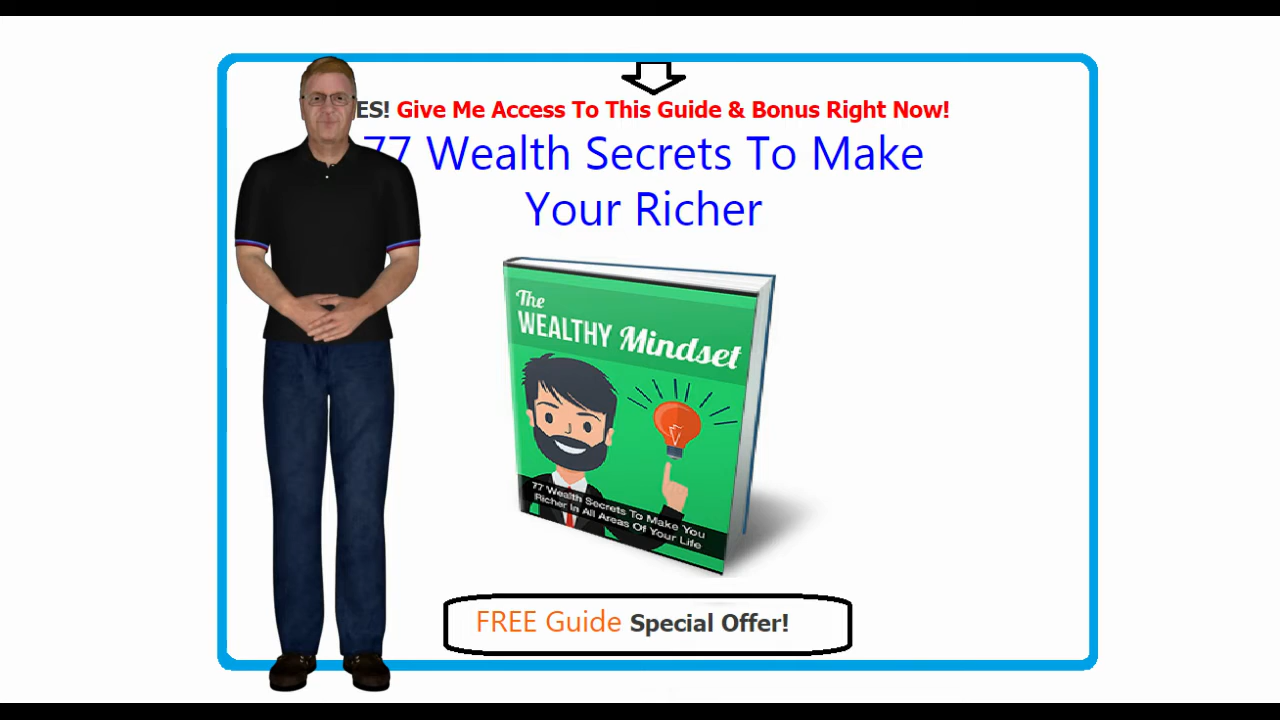 ES! Give Me Access To This Guide & Bonus Right Now!
77 Wealth Secrets To Make
Your Richer
The
WEALTHY Mindset
77 Wealth Secrets To Make You
Richer In All Areas Of Your Life
FREE Guide Special Offer!